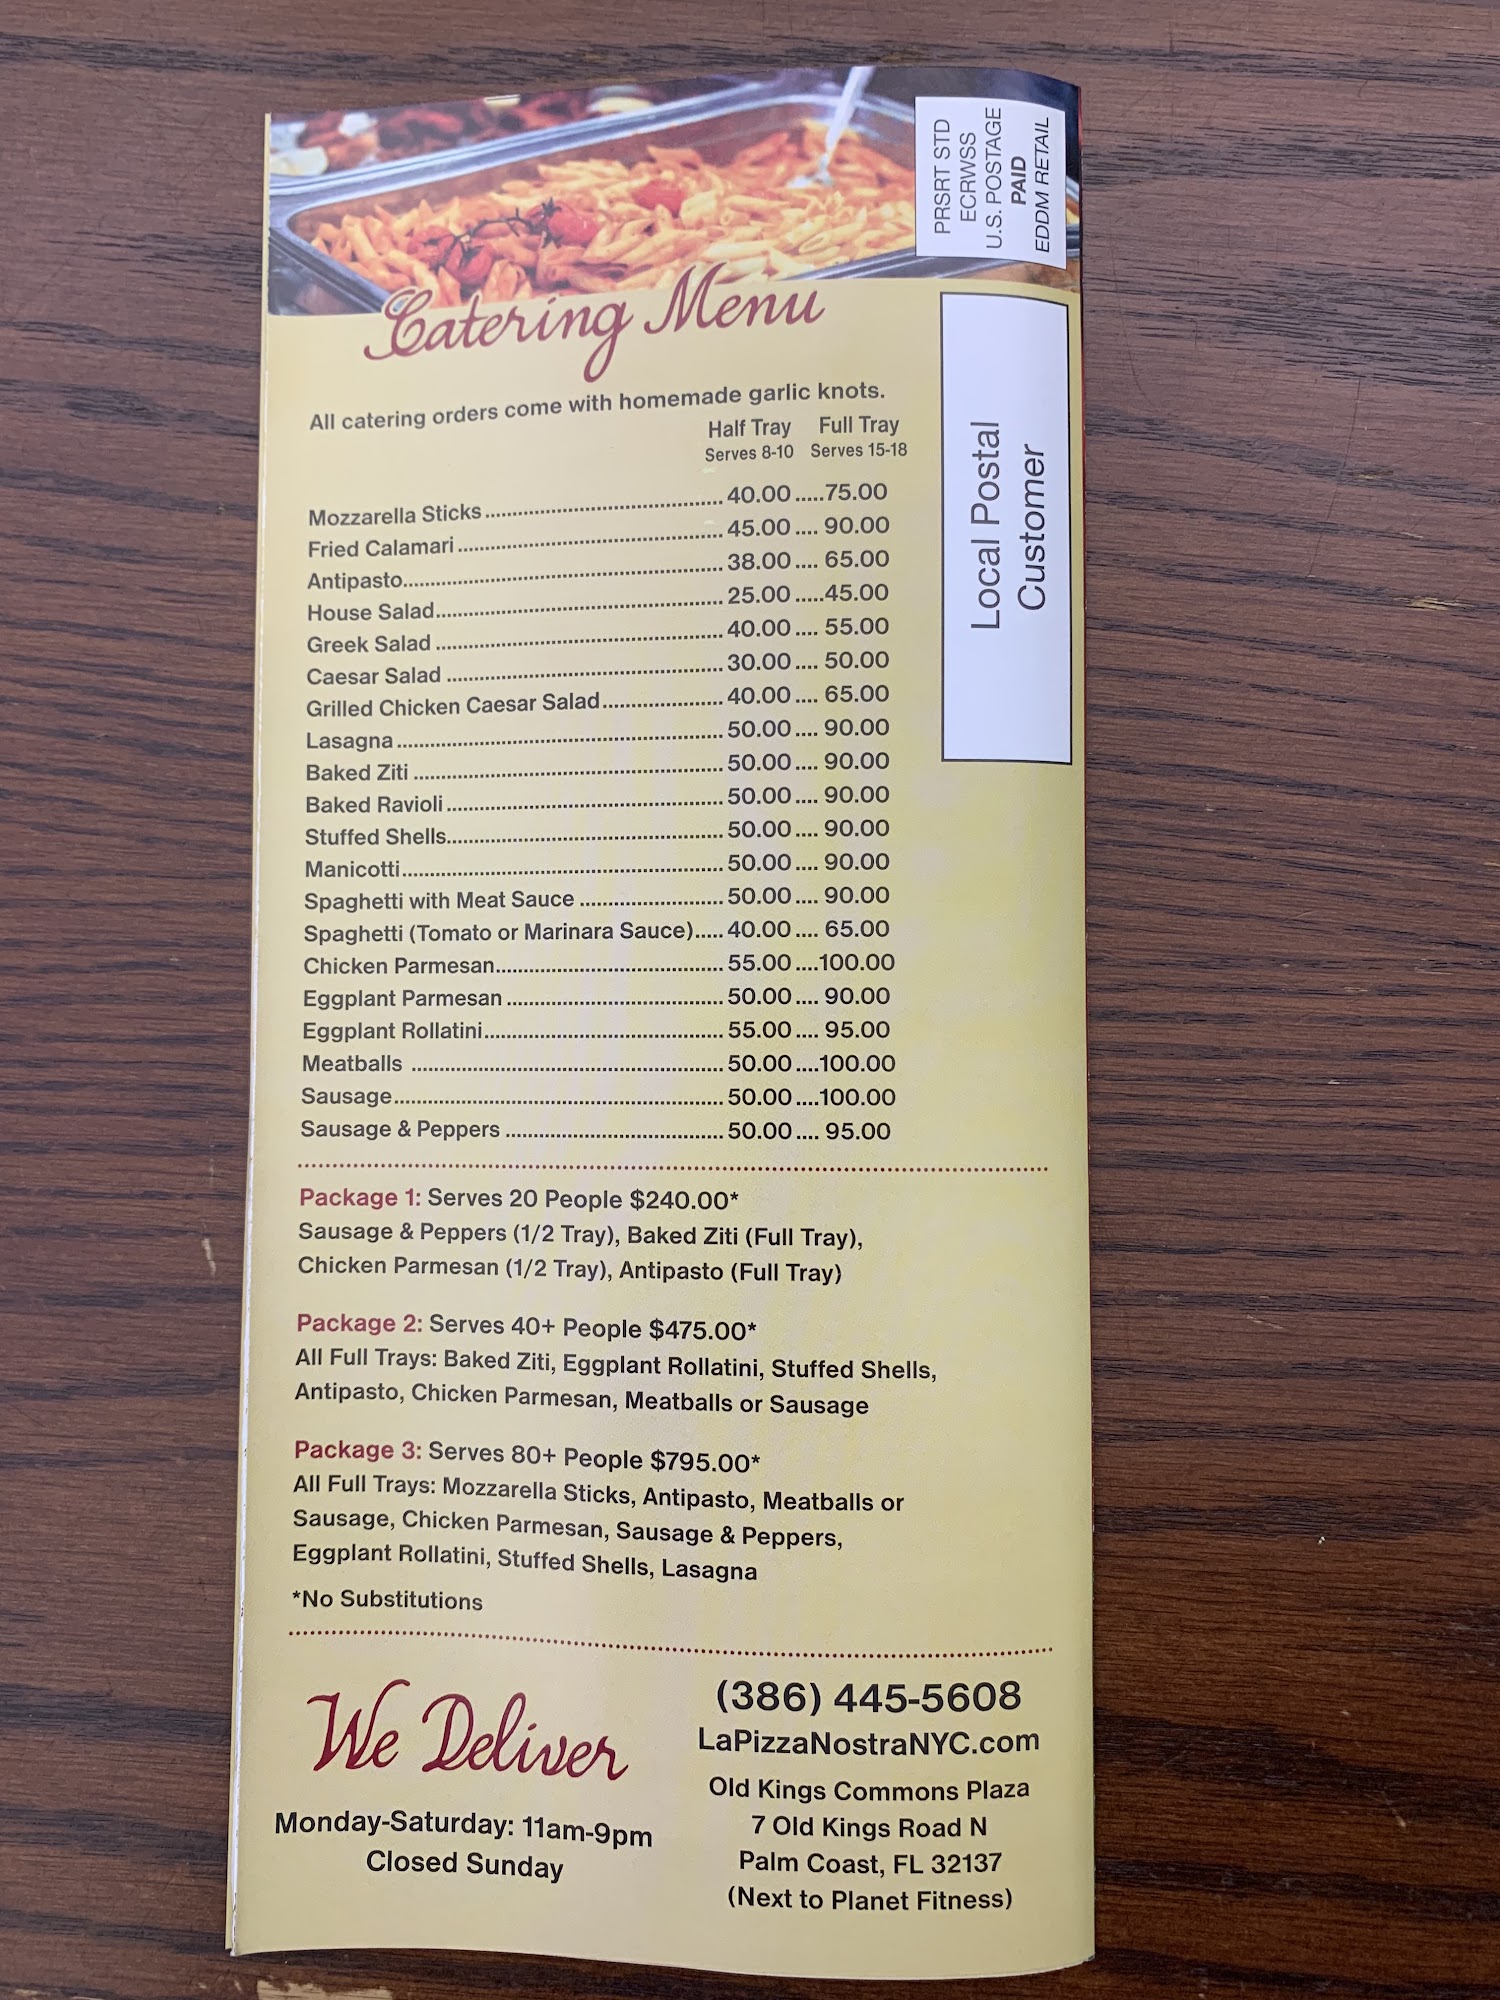 PRSRT STD
ECRWSS
U.S. POSTAGE
PAID
EDDM RETAIL
Local Postal
Customer
Catering Menu
All catering orders come with homemade garlic knots.
Half Tray Full Tray
Serves 8-10 Serves 15-18
Mozzarella Sticks ........ 40.00 .....75.00
Fried Calamari ........ 45.00 .... 90.00
Antipasto........ 38.00 .... 65.00
House Salad........ 25.00 .....45.00
Greek Salad ........ 40.00 .... 55.00
Caesar Salad ........ 30.00 .... 50.00
Grilled Chicken Caesar Salad........ 40.00 .... 65.00
Lasagna ........ 50.00 .... 90.00
Baked Ziti ........ 50.00 .... 90.00
Baked Ravioli ........ 50.00 .... 90.00
Stuffed Shells........ 50.00 .... 90.00
Manicotti........ 50.00 .... 90.00
Spaghetti with Meat Sauce ........ 50.00 .... 90.00
Spaghetti (Tomato or Marinara Sauce)..... 40.00 .... 65.00
Chicken Parmesan........ 55.00 ....100.00
Eggplant Parmesan ........ 50.00 .... 90.00
Eggplant Rollatini........ 55.00 .... 95.00
Meatballs ........ 50.00 ....100.00
Sausage........ 50.00 ....100.00
Sausage & Peppers ........ 50.00 .... 95.00
Package 1: Serves 20 People $240.00*
Sausage & Peppers (1/2 Tray), Baked Ziti (Full Tray),
Chicken Parmesan (1/2 Tray), Antipasto (Full Tray)
Package 2: Serves 40+ People $475.00*
All Full Trays: Baked Ziti, Eggplant Rollatini, Stuffed Shells,
Antipasto, Chicken Parmesan, Meatballs or Sausage
Package 3: Serves 80+ People $795.00*
All Full Trays: Mozzarella Sticks, Antipasto, Meatballs or
Sausage, Chicken Parmesan, Sausage & Peppers,
Eggplant Rollatini, Stuffed Shells, Lasagna
*No Substitutions
We Deliver
Monday-Saturday: 11am-9pm
Closed Sunday
(386) 445-5608
LaPizzaNostraNYC.com
Old Kings Commons Plaza
7 Old Kings Road N
Palm Coast, FL 32137
(Next to Planet Fitness)